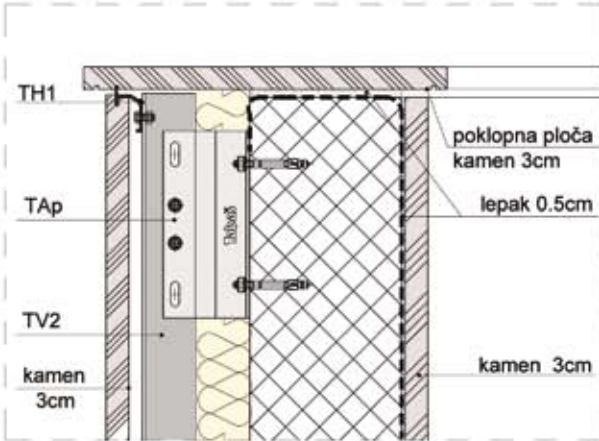 TH1
poklopna ploča
kamen 3cm
TAp
lepak 0.5cm
TV2
kamen
3cm
kamen 3cm